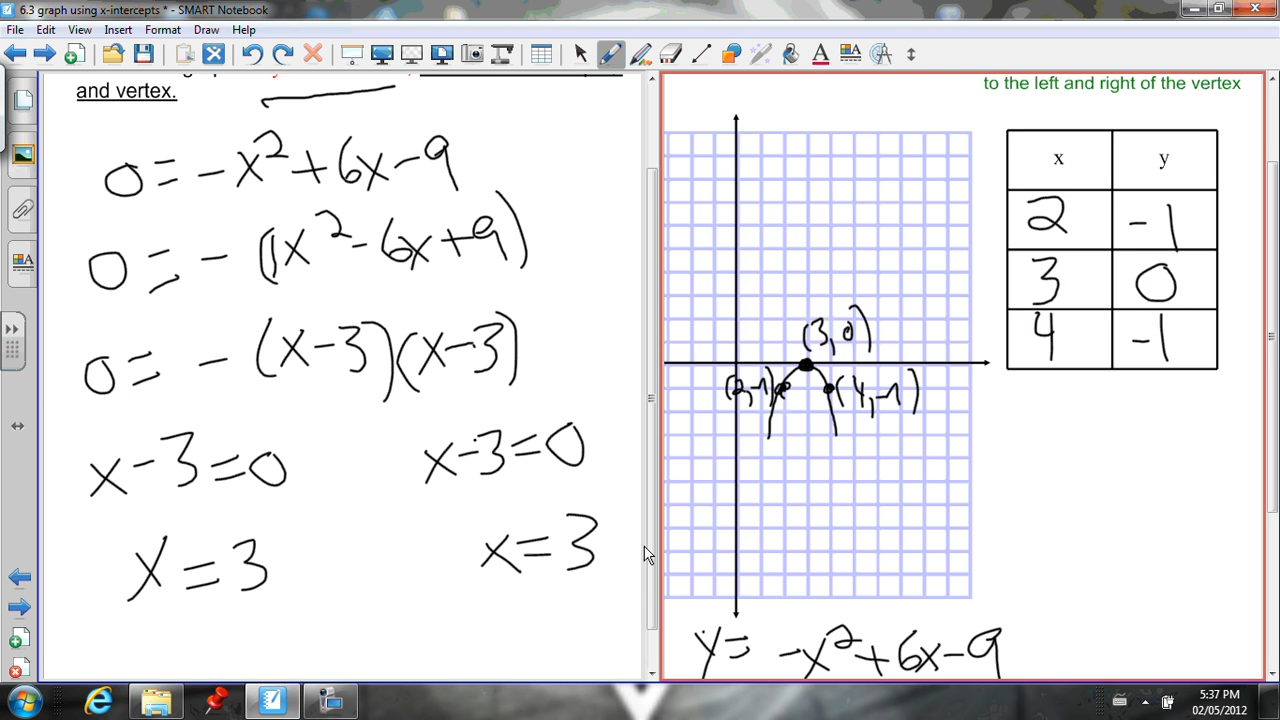 6.3 graph using x-intercepts * - SMART Notebook
File Edit View Insert Format Draw Help
and vertex.
0 = -x² + 6x - 9
0 = -(1x² - 6x + 9)
0 = -(x - 3)(x - 3)
x - 3 = 0 x - 3 = 0
x = 3 x = 3
to the left and right of the vertex
x y
2 -1
3 0
4 -1
(3, 0)
(2, -1) (4, -1)
y = -x² + 6x - 9
5:37 PM
02/05/2012